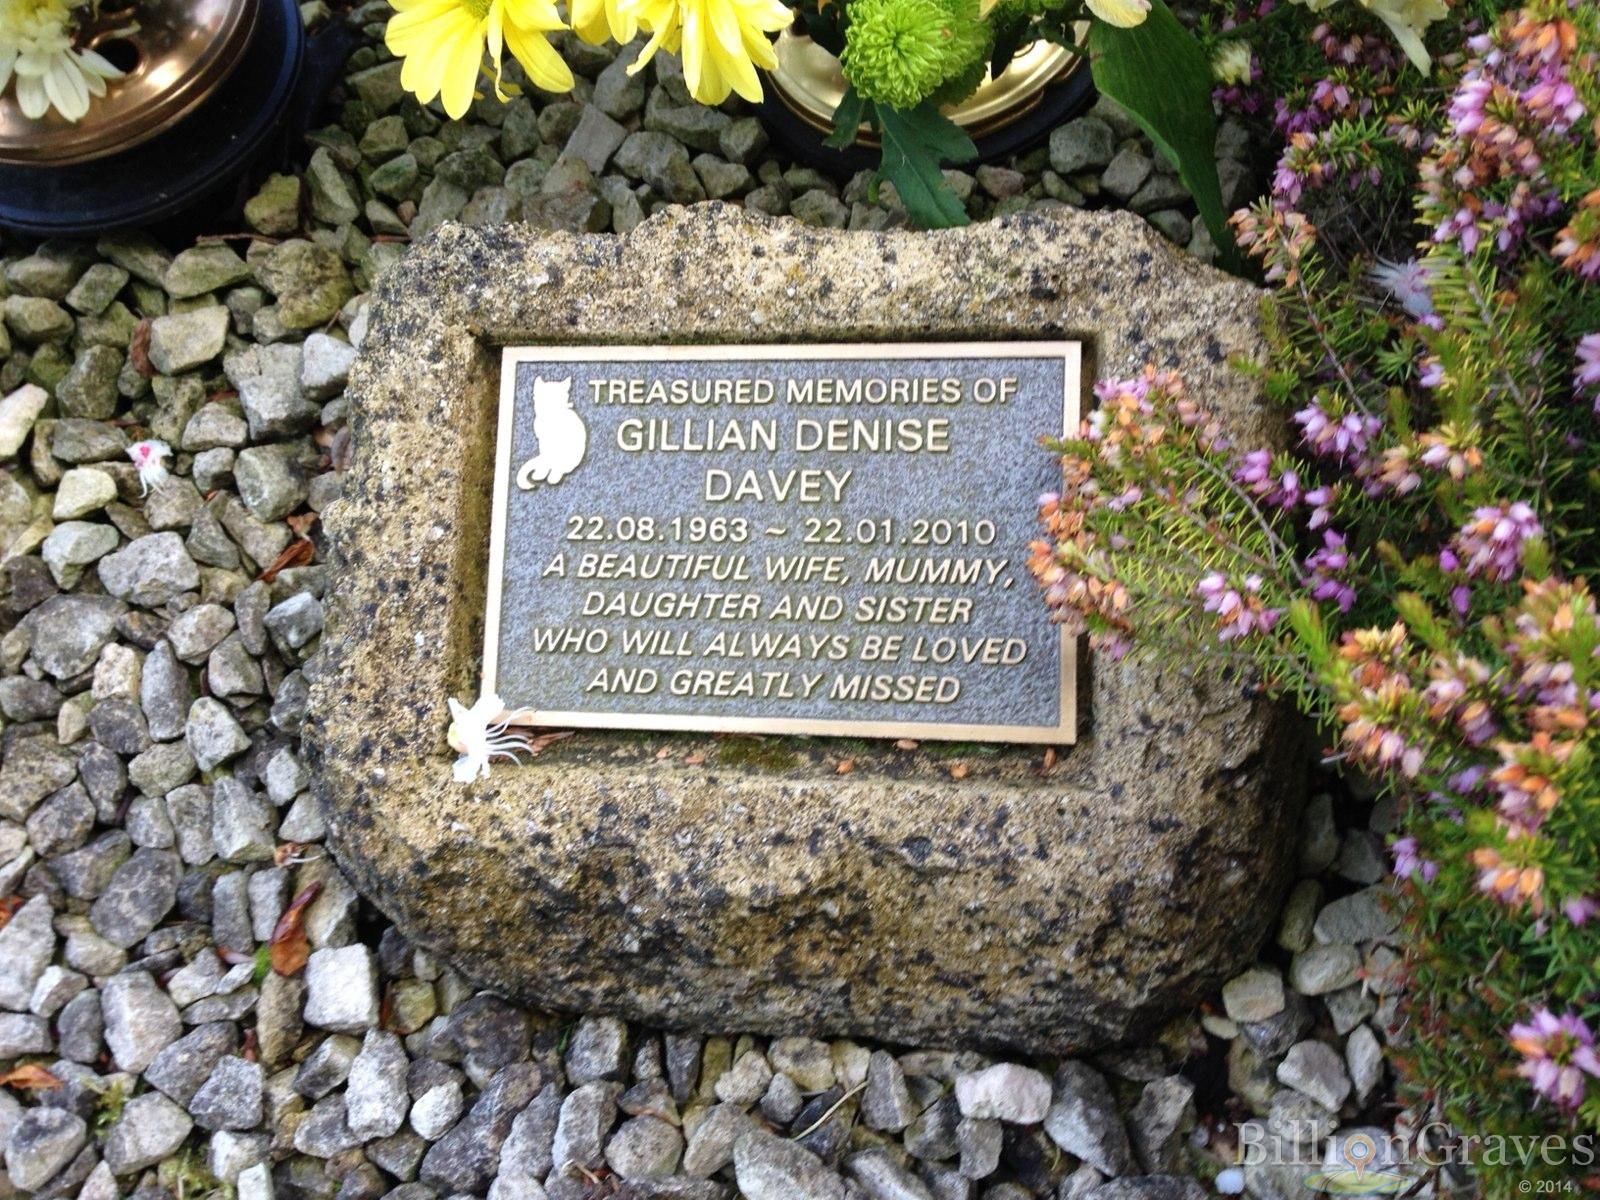 TREASURED MEMORIES OF
GILLIAN DENISE
DAVEY
22.08.1963 ~ 22.01.2010
A BEAUTIFUL WIFE, MUMMY,
DAUGHTER AND SISTER
WHO WILL ALWAYS BE LOVED
AND GREATLY MISSED
BillionGraves
© 2014